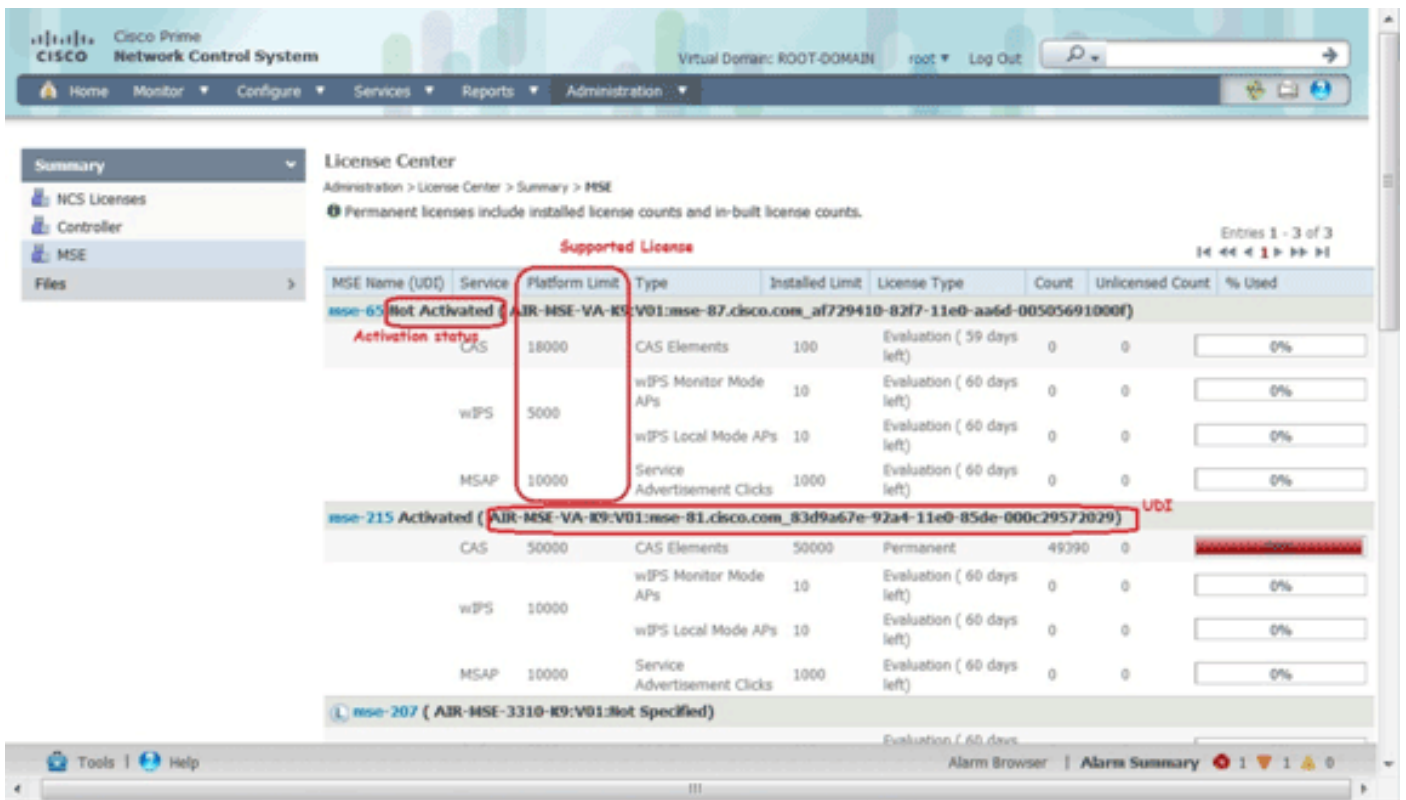 Cisco Prime
CISCO Network Control System
Virtual Domain: ROOT-DOMAIN root Log Out
Home Monitor Configure Services Reports Administration
Summary
NCS Licenses
Controller
MSE
Files
License Center
Administration > License Center > Summary > MSE
Permanent licenses include installed license counts and in-built license counts.
Supported License
Entries 1 - 3 of 3
1
MSE Name (UDI) Service Platform Limit Type Installed Limit License Type Count Unlicensed Count % Used
mse-65 Not Activated ( AIR-MSE-VA-K9:V01:mse-87.cisco.com_af729410-82f7-11e0-aa6d-00505691000f)
Activation status
CAS 18000 CAS Elements 100 Evaluation ( 59 days left) 0 0 0%
wIPS 5000 wIPS Monitor Mode APs 10 Evaluation ( 60 days left) 0 0 0%
wIPS Local Mode APs 10 Evaluation ( 60 days left) 0 0 0%
MSAP 10000 Service Advertisement Clicks 1000 Evaluation ( 60 days left) 0 0 0%
mse-215 Activated ( AIR-MSE-VA-K9:V01:mse-81.cisco.com_83d9a67e-92a4-11e0-85de-000c29572029) UDI
CAS 50000 CAS Elements 50000 Permanent 49390 0
wIPS 10000 wIPS Monitor Mode APs 10 Evaluation ( 60 days left) 0 0 0%
wIPS Local Mode APs 10 Evaluation ( 60 days left) 0 0 0%
MSAP 10000 Service Advertisement Clicks 1000 Evaluation ( 60 days left) 0 0 0%
mse-207 ( AIR-MSE-3310-K9:V01:Not Specified)
Evaluation ( 60 days
Tools | Help
Alarm Browser | Alarm Summary 1 1 0